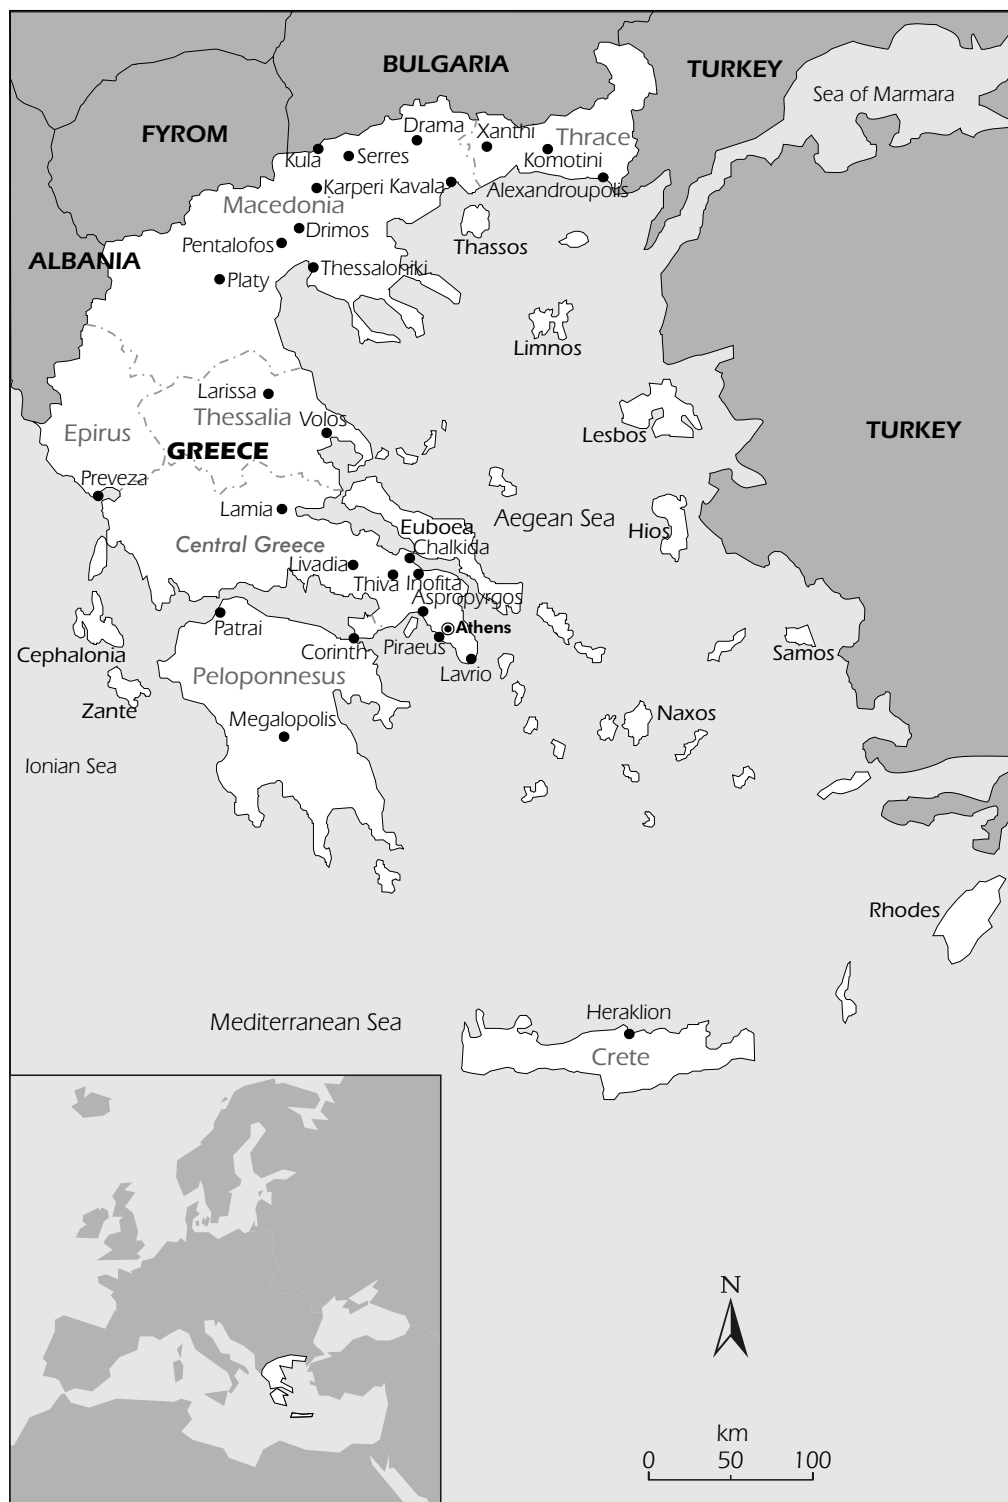 BULGARIA
TURKEY
Sea of Marmara
FYROM
Drama
Xanthi
Thrace
Kula
Serres
Komotini
Karperi
Kavala
Alexandroupolis
Macedonia
Drimos
Pentalofos
Thassos
ALBANIA
Thessaloniki
Platy
Limnos
Larissa
Thessalia
Volos
Epirus
Lesbos
TURKEY
GREECE
Preveza
Lamia
Aegean Sea
Euboea
Hios
Central Greece
Chalkida
Livadia
Thiva
Inofita
Aspropyrgos
Patrai
Athens
Corinth
Piraeus
Cephalonia
Samos
Lavrio
Peloponnesus
Zante
Naxos
Megalopolis
Ionian Sea
Rhodes
Heraklion
Mediterranean Sea
Crete
N
km
0 50 100